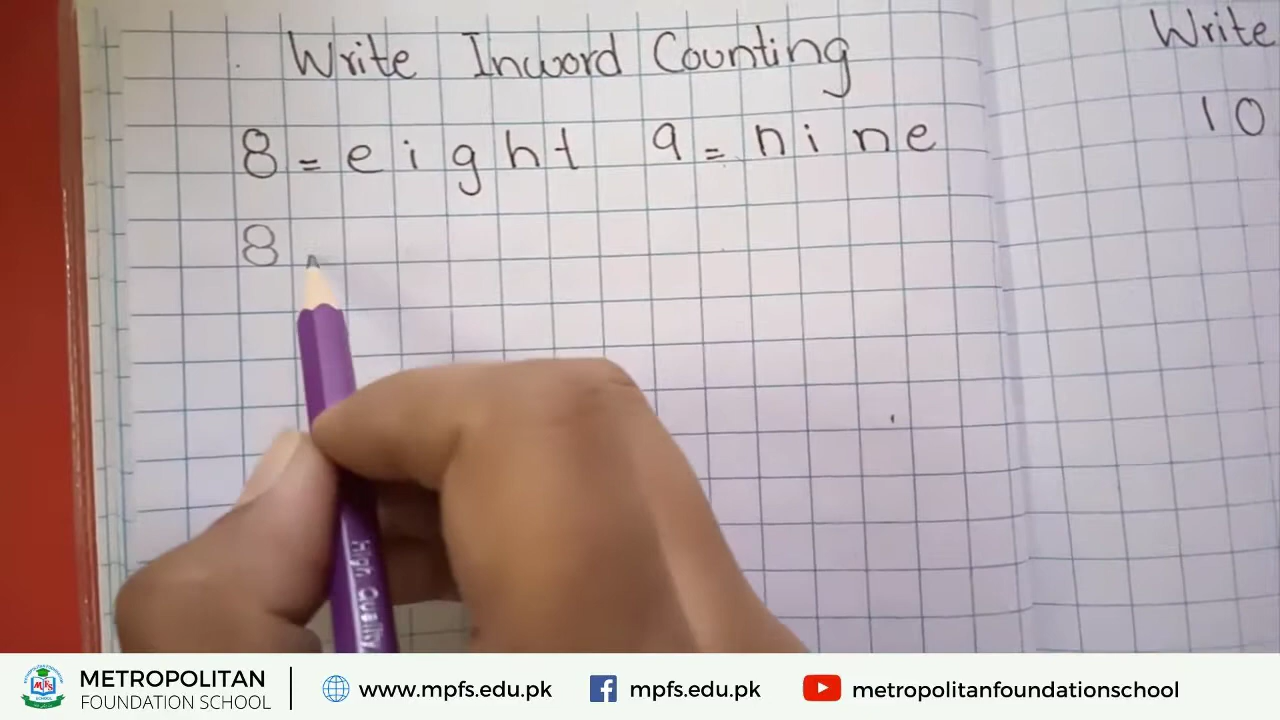 Write Inword Counting
8 = eight 9 = nine
8
Write
10
High Quality
METROPOLITAN
FOUNDATION SCHOOL
www.mpfs.edu.pk
mpfs.edu.pk
metropolitanfoundationschool